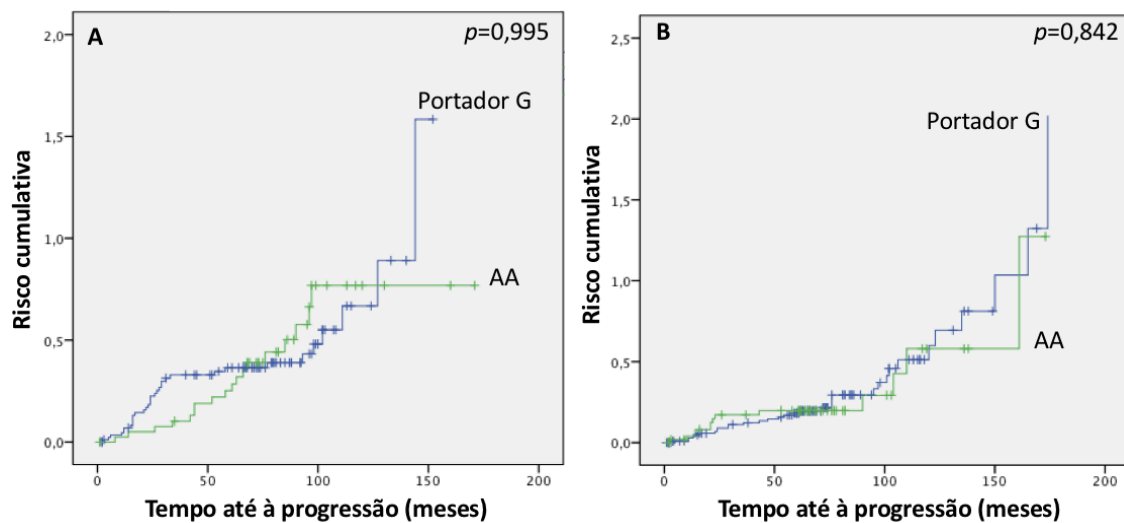 A
p=0,995
2,0
1,5
1,0
0,5
0,0
Risco cumulativa
Portador G
AA
0
50
100
150
200
Tempo até à progressão (meses)
B
p=0,842
2,5
2,0
1,5
1,0
0,5
0,0
Risco cumulativa
Portador G
AA
0
50
100
150
200
Tempo até à progressão (meses)